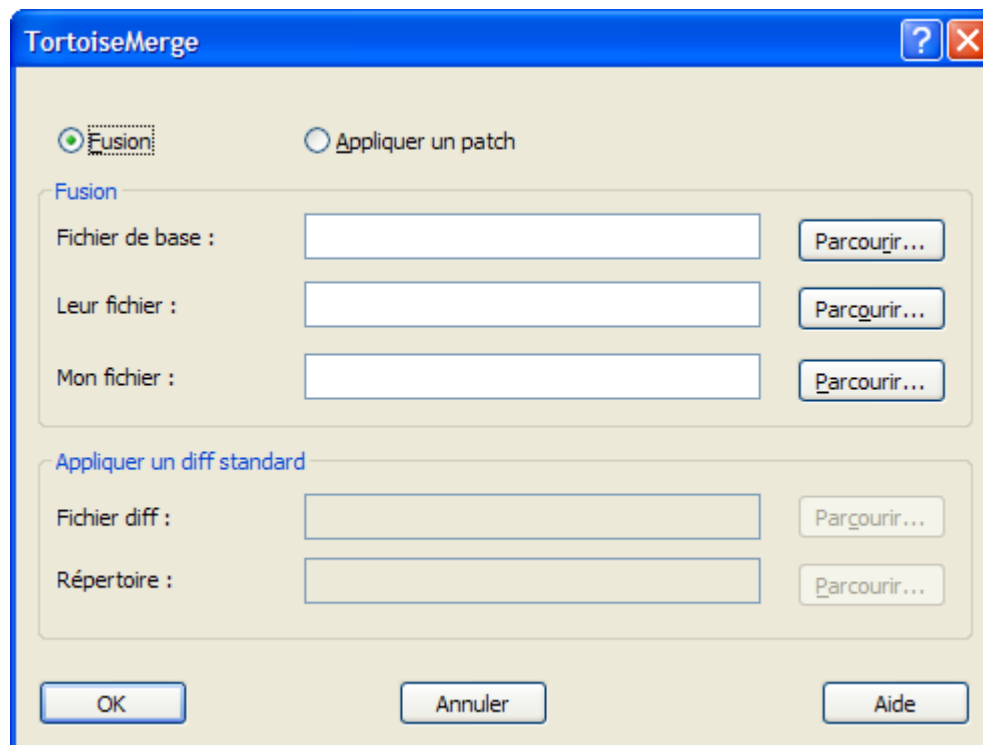 TortoiseMerge
Fusion Appliquer un patch
Fusion
Fichier de base : Parcourir...
Leur fichier : Parcourir...
Mon fichier : Parcourir...
Appliquer un diff standard
Fichier diff : Parcourir...
Répertoire : Parcourir...
OK Annuler Aide